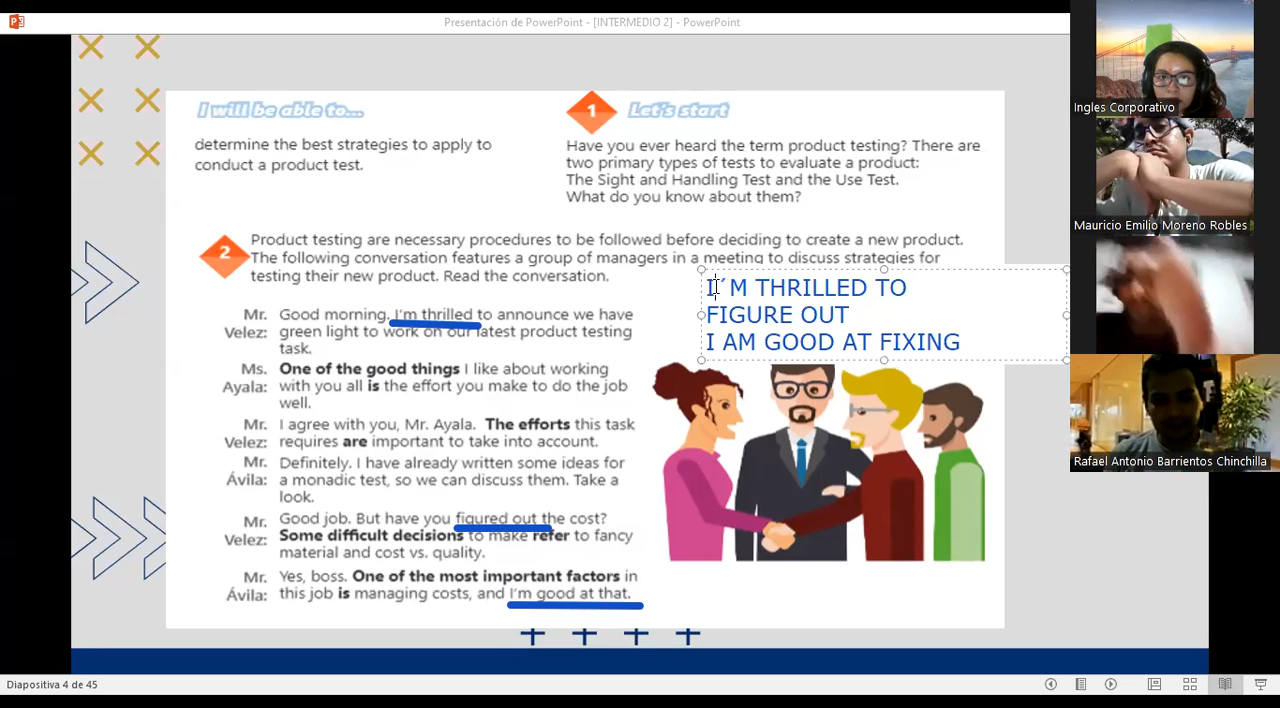 Presentación de PowerPoint - [INTERMEDIO 2] - PowerPoint
I will be able to...
determine the best strategies to apply to
conduct a product test.
1
Let's start
Have you ever heard the term product testing? There are
two primary types of tests to evaluate a product:
The Sight and Handling Test and the Use Test.
What do you know about them?
2
Product testing are necessary procedures to be followed before deciding to create a new product.
The following conversation features a group of managers in a meeting to discuss strategies for
testing their new product. Read the conversation.
Mr. Velez: Good morning. I'm thrilled to announce we have
green light to work on our latest product testing
task.
Ms. Ayala: One of the good things I like about working
with you all is the effort you make to do the job
well.
Mr. Velez: I agree with you, Mr. Ayala. The efforts this task
requires are important to take into account.
Mr. Ávila: Definitely. I have already written some ideas for
a monadic test, so we can discuss them. Take a
look.
Mr. Velez: Good job. But have you figured out the cost?
Some difficult decisions to make refer to fancy
material and cost vs. quality.
Mr. Ávila: Yes, boss. One of the most important factors in
this job is managing costs, and I'm good at that.
I´M THRILLED TO
FIGURE OUT
I AM GOOD AT FIXING
Ingles Corporativo
Mauricio Emilio Moreno Robles
Rafael Antonio Barrientos Chinchilla
Diapositiva 4 de 45